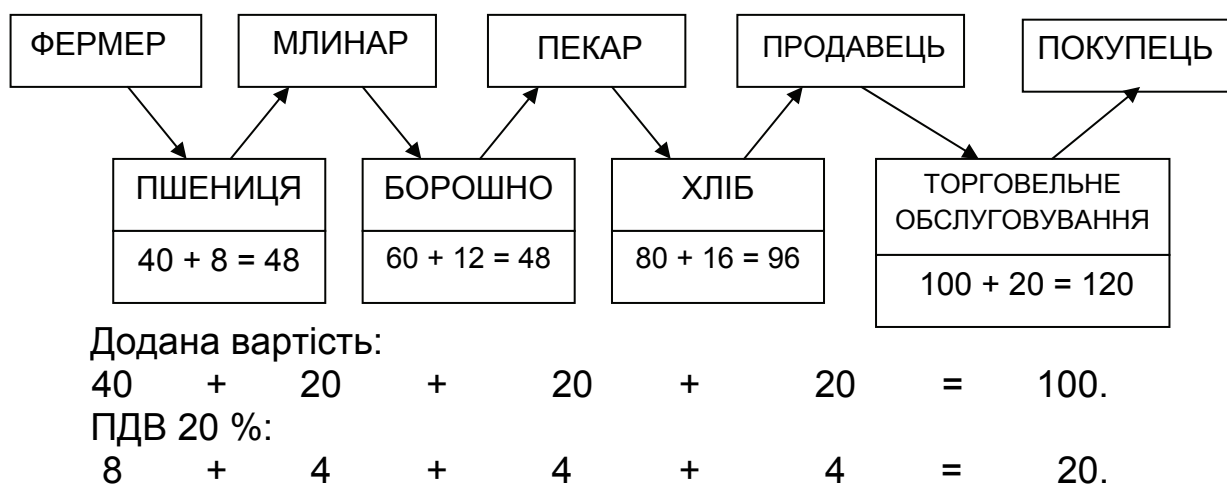 ФЕРМЕР
МЛИНАР
ПЕКАР
ПРОДАВЕЦЬ
ПОКУПЕЦЬ
ПШЕНИЦЯ
40 + 8 = 48
БОРОШНО
60 + 12 = 48
ХЛІБ
80 + 16 = 96
ТОРГОВЕЛЬНЕ
ОБСЛУГОВУВАННЯ
100 + 20 = 120
Додана вартість:
40 + 20 + 20 + 20 = 100.
ПДВ 20 %:
8 + 4 + 4 + 4 = 20.